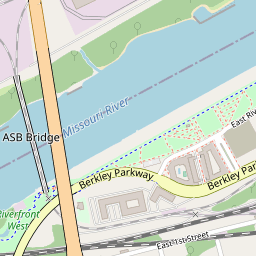 Missouri River
ASB Bridge
East Riv
Berkley Parkway
Berkley Pa
Riverfront
West
East 1st Street